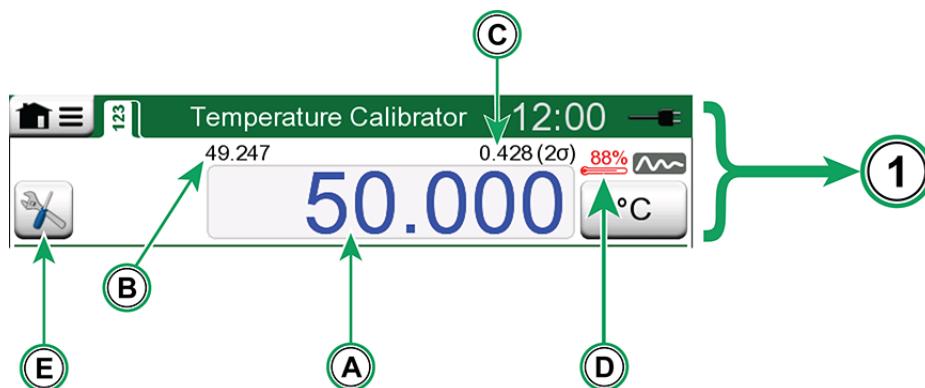 C
123
Temperature Calibrator
12:00
49.247
0.428 (2σ)
88%
50.000
°C
1
B
E
A
D